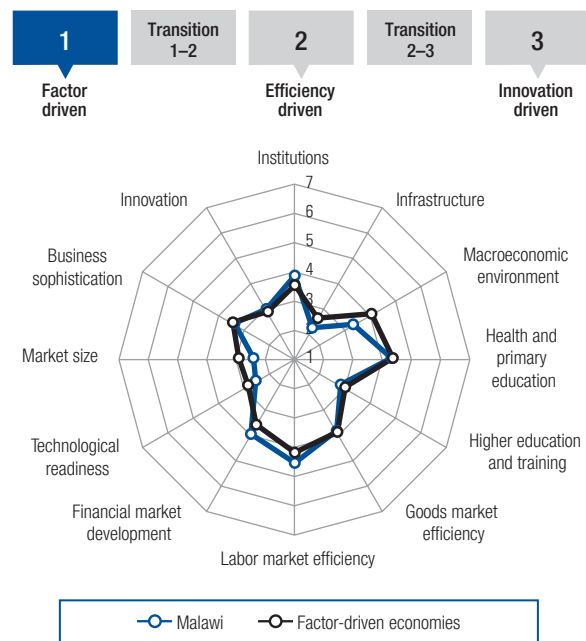 1
Transition
1–2
2
Transition
2–3
3
Factor
driven
Efficiency
driven
Innovation
driven
Institutions
Innovation
7
6
5
4
3
2
1
Infrastructure
Business
sophistication
Macroeconomic
environment
Market size
Health and
primary
education
Technological
readiness
Higher education
and training
Financial market
development
Goods market
efficiency
Labor market efficiency
Malawi
Factor-driven economies